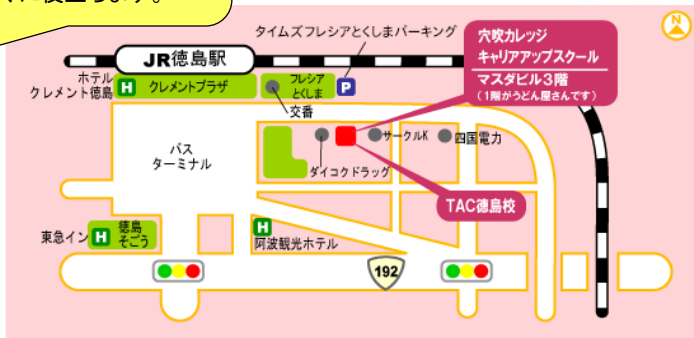 に役立ちます。
タイムズフレシアとくしまパーキング
穴吹カレッジ
キャリアアップスクール
マスダビル3階
(1階がうどん屋さんです)
JR徳島駅
ホテル
クレメント徳島
H
クレメントプラザ
フレシア
とくしま
P
交番
バス
ターミナル
サークルK
四国電力
ダイコクドラッグ
TAC徳島校
東急イン
H
徳島
そごう
H
阿波観光ホテル
192